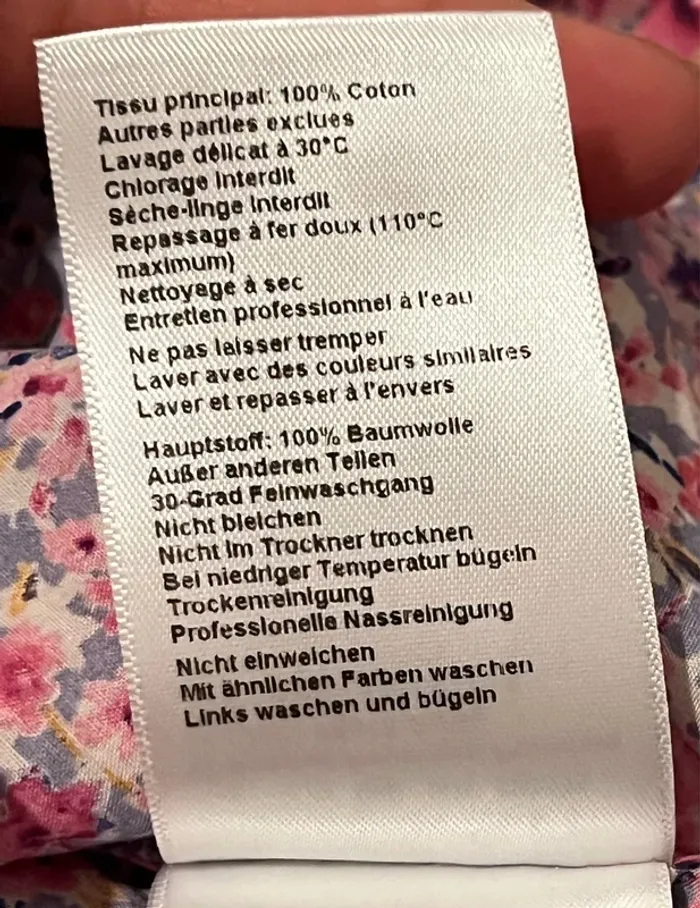 Tissu principal: 100% Coton
Autres parties exclues
Lavage délicat à 30°C
Chlorage interdit
Sèche-linge interdit
Repassage à fer doux (110°C
maximum)
Nettoyage à sec
Entretien professionnel à l'eau
Ne pas laisser tremper
Laver avec des couleurs similaires
Laver et repasser à l'envers
Hauptstoff: 100% Baumwolle
Außer anderen Teilen
30-Grad Feinwaschgang
Nicht bleichen
Nicht im Trockner trocknen
Bei niedriger Temperatur bügeln
Trockenreinigung
Professionelle Nassreinigung
Nicht einweichen
Mit ähnlichen Farben waschen
Links waschen und bügeln